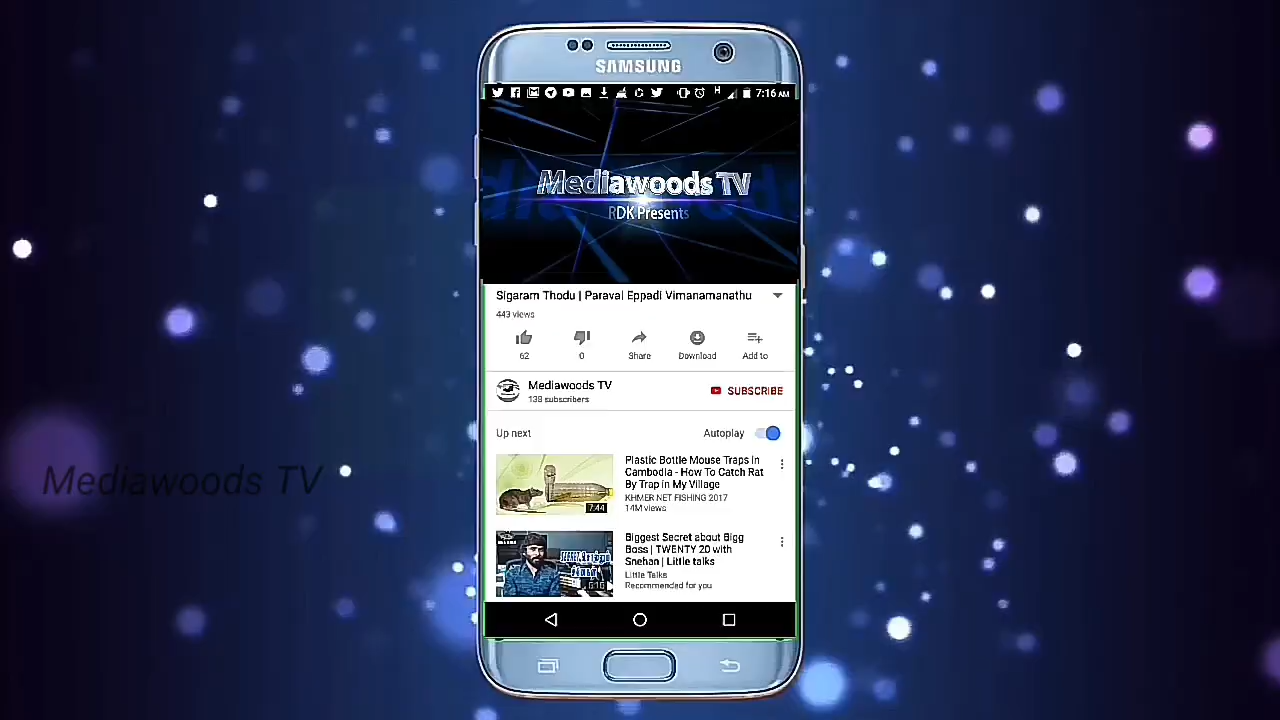 SAMSUNG
7:16 AM
Mediawoods TV
RDK Presents
Sigaram Thodu | Paraval Eppadi Vimanamanathu
443 views
62
0
Share
Download
Add to
Mediawoods TV
138 subscribers
SUBSCRIBE
Up next
Autoplay
Plastic Bottle Mouse Traps in
Cambodia - How To Catch Rat
By Trap in My Village
KHMER NET FISHING 2017
14M views
7:44
Biggest Secret about Bigg
Boss | TWENTY 20 with
Snehan | Little talks
Little Talks
Recommended for you
6:16
Mediawoods TV